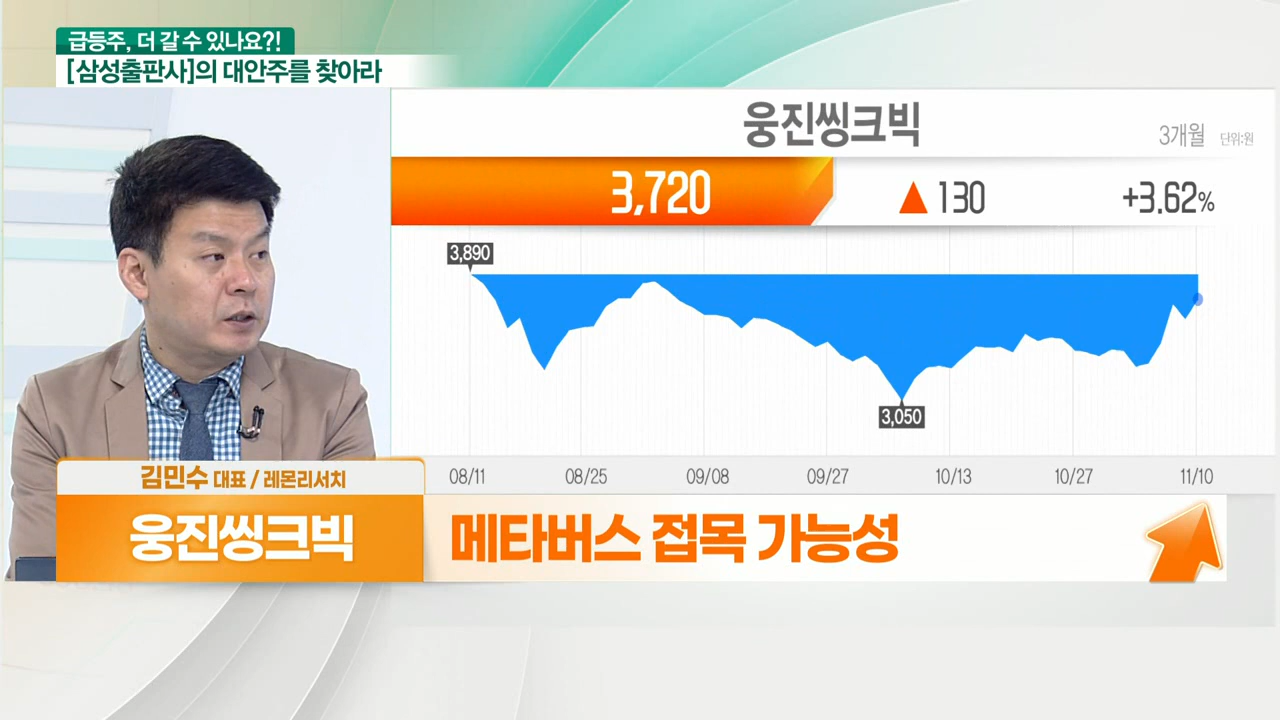 급등주, 더 갈 수 있나요?!
[삼성출판사]의 대안주를 찾아라
웅진씽크빅
3개월 단위:원
3,720 ▲ 130 +3.62%
3,890
3,050
08/11 08/25 09/08 09/27 10/13 10/27 11/10
김민수 대표 / 레몬리서치
웅진씽크빅
메타버스 접목 가능성